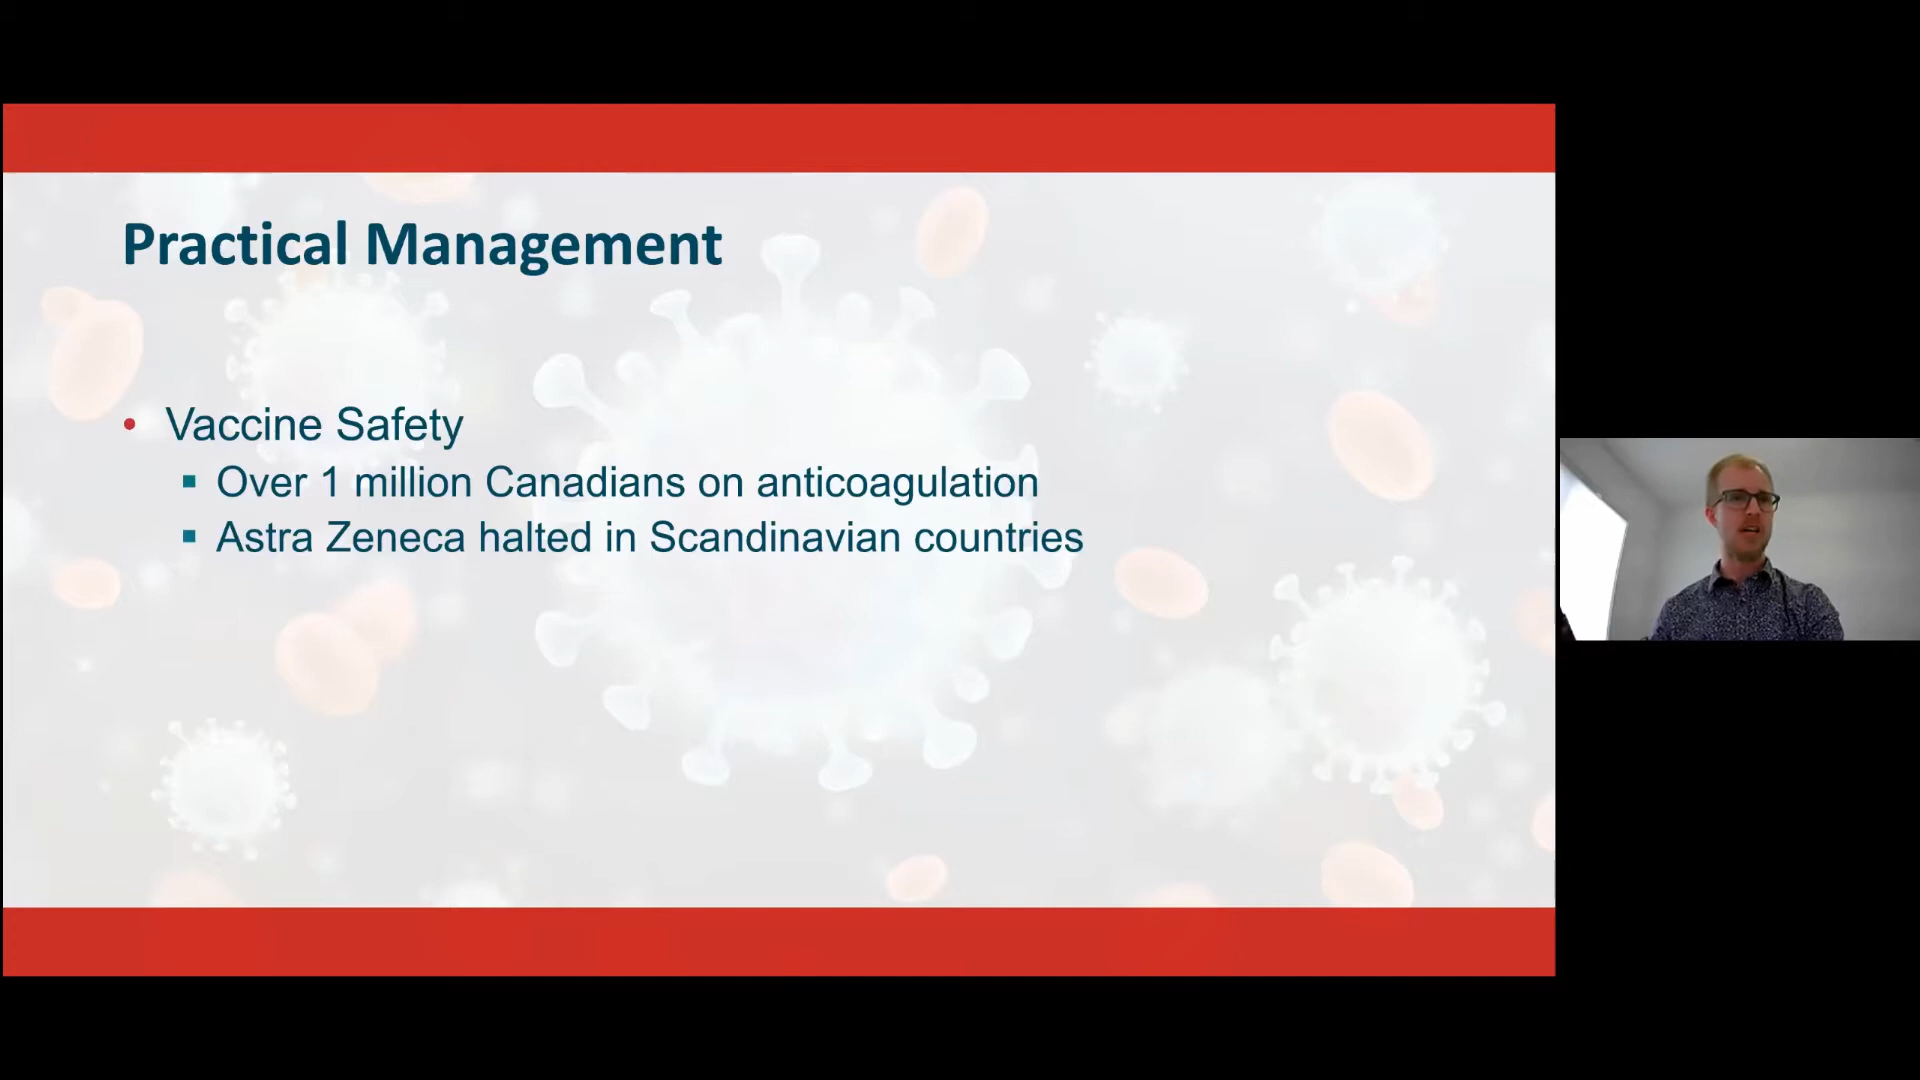 Practical Management
• Vaccine Safety
▪ Over 1 million Canadians on anticoagulation
▪ Astra Zeneca halted in Scandinavian countries